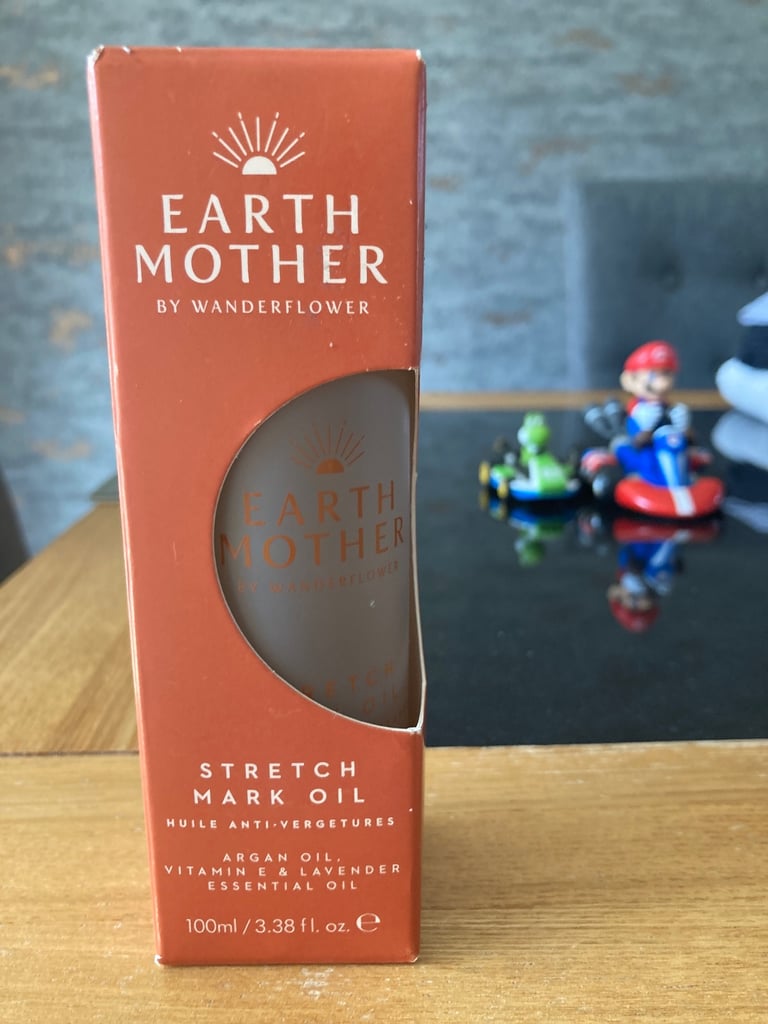 EARTH
MOTHER
BY WANDERFLOWER
EARTH
MOTHER
BY WANDERFLOWER
STRETCH
MARK OIL
HUILE ANTI-VERGETURES
ARGAN OIL,
VITAMIN E & LAVENDER
ESSENTIAL OIL
100ml / 3.38 fl. oz. ℮